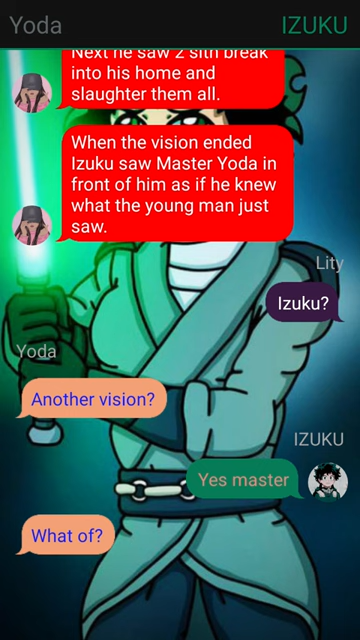 Yoda
IZUKU
Next he saw 2 sith break
into his home and
slaughter them all.
When the vision ended
Izuku saw Master Yoda in
front of him as if he knew
what the young man just
saw.
Lity
Izuku?
Yoda
Another vision?
IZUKU
Yes master
What of?